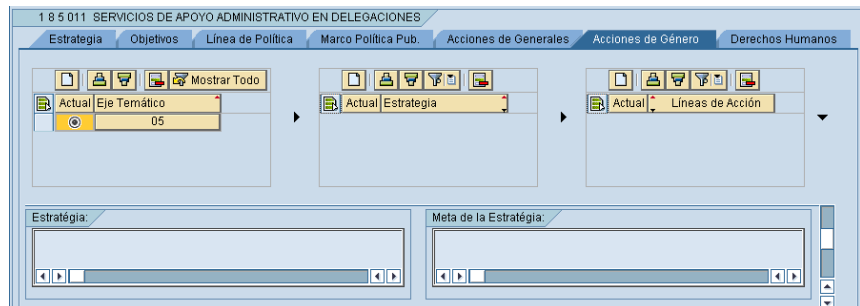 1 8 5 011 SERVICIOS DE APOYO ADMINISTRATIVO EN DELEGACIONES
Estrategia Objetivos Línea de Política Marco Política Pub. Acciones de Generales Acciones de Género Derechos Humanos
Mostrar Todo
Actual Eje Temático Actual Estrategia Actual Líneas de Acción
05
Estratégia: Meta de la Estratégia: